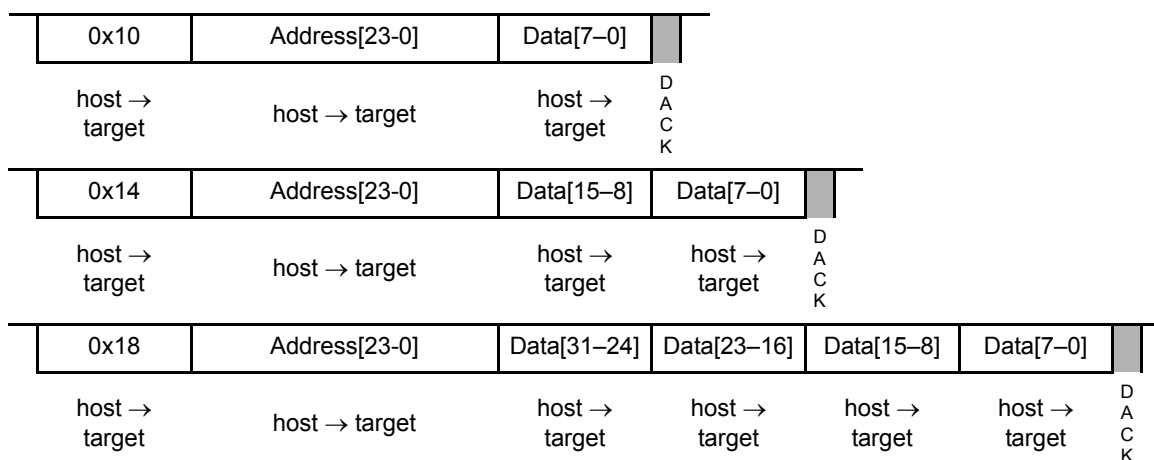 0x10 Address[23-0] Data[7–0]
host → target host → target host → target D A C K
0x14 Address[23-0] Data[15–8] Data[7–0]
host → target host → target host → target host → target D A C K
0x18 Address[23-0] Data[31–24] Data[23–16] Data[15–8] Data[7–0]
host → target host → target host → target host → target host → target host → target D A C K